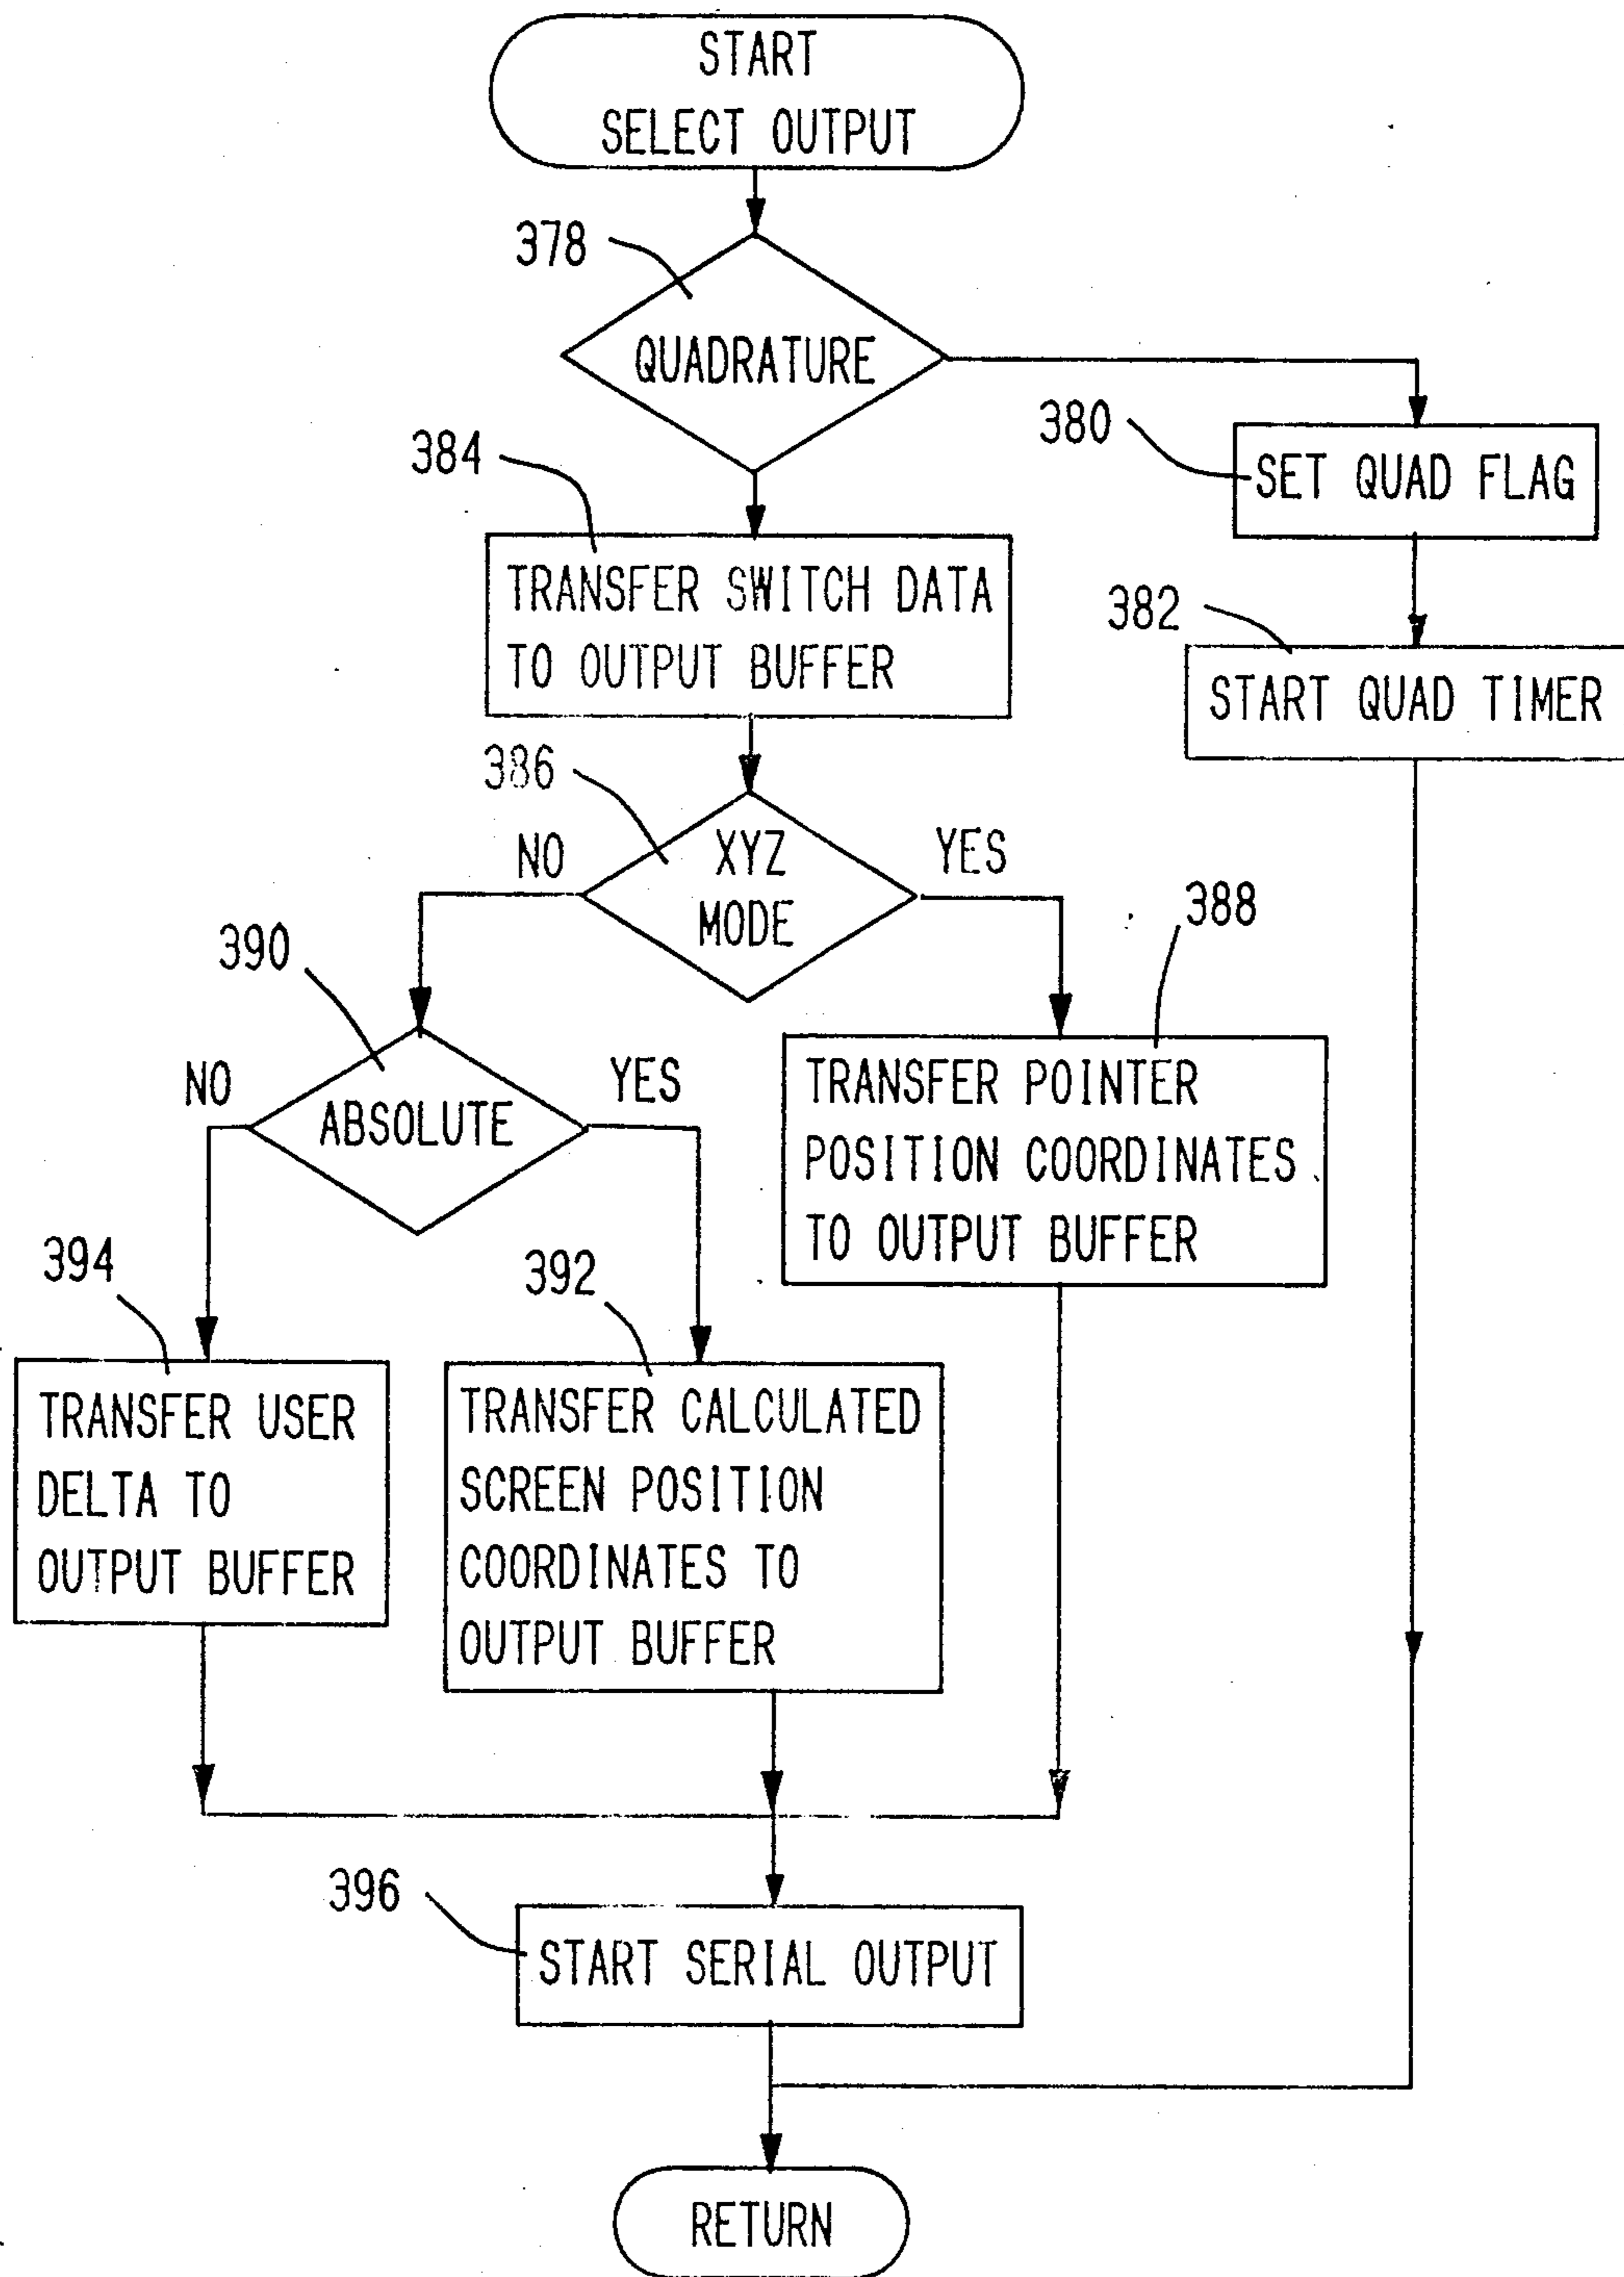 START
SELECT OUTPUT
378
QUADRATURE
380
SET QUAD FLAG
384
TRANSFER SWITCH DATA
TO OUTPUT BUFFER
382
START QUAD TIMER
386
XYZ
MODE
NO
YES
388
TRANSFER POINTER
POSITION COORDINATES
TO OUTPUT BUFFER
390
ABSOLUTE
NO
YES
394
TRANSFER USER
DELTA TO
OUTPUT BUFFER
392
TRANSFER CALCULATED
SCREEN POSITION
COORDINATES TO
OUTPUT BUFFER
396
START SERIAL OUTPUT
RETURN